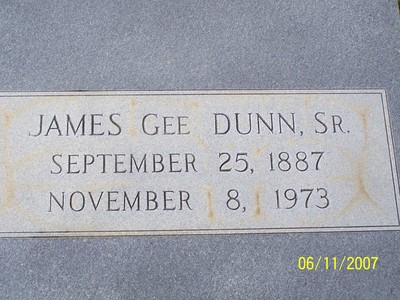 JAMES GEE DUNN, SR.
SEPTEMBER 25, 1887
NOVEMBER 8, 1973
06/11/2007